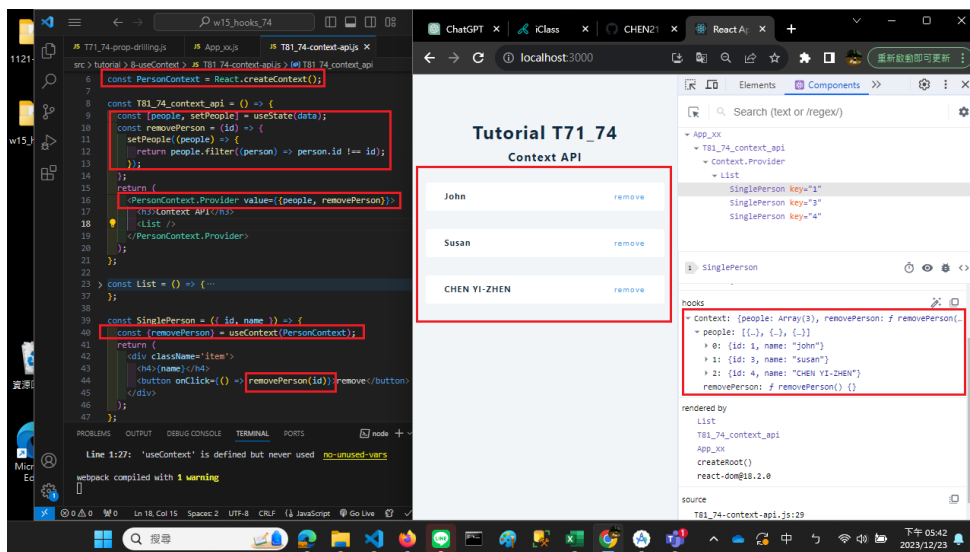 w15_hooks_74
T71_74-prop-drilling.js
App_xx.js
T81_74-context-api.js
src > tutorial > 8-useContext > T81_74-context-api.js > T81_74_context_api
6 const PersonContext = React.createContext();
7
8 const T81_74_context_api = () => {
9 const [people, setPeople] = useState(data);
10 const removePerson = (id) => {
11 setPeople((people) => {
12 return people.filter((person) => person.id !== id);
13 });
14 };
15 return (
16 <PersonContext.Provider value={{people, removePerson}}>
17 <h3>Context API</h3>
18 <List />
19 </PersonContext.Provider>
20 );
21 };
22
23 const List = () => {…
37 };
38
39 const SinglePerson = ({ id, name }) => {
40 const {removePerson} = useContext(PersonContext);
41 return (
42 <div className='item'>
43 <h4>{name}</h4>
44 <button onClick={() => removePerson(id)}>remove</button>
45 </div>
46 );
47 };
PROBLEMS OUTPUT DEBUG CONSOLE TERMINAL PORTS node
Line 1:27: 'useContext' is defined but never used no-unused-vars
webpack compiled with 1 warning
0 0 0 Ln 18, Col 15 Spaces: 2 UTF-8 CRLF JavaScript Go Live
1121-
w15_
Micr
ChatGPT
iClass
CHEN21
React A
localhost:3000
重新啟動即可更新
Tutorial T71_74
Context API
John remove
Susan remove
CHEN YI-ZHEN remove
Elements Components
Search (text or /regex/)
App_xx
T81_74_context_api
Context.Provider
List
SinglePerson key="1"
SinglePerson key="3"
SinglePerson key="4"
1 SinglePerson
hooks
Context: {people: Array(3), removePerson: ƒ removePerson(…
people: [{…}, {…}, {…}]
0: {id: 1, name: "john"}
1: {id: 3, name: "susan"}
2: {id: 4, name: "CHEN YI-ZHEN"}
removePerson: ƒ removePerson() {}
rendered by
List
T81_74_context_api
App_xx
createRoot()
react-dom@18.2.0
source
T81_74-context-api.js:29
搜尋
中
下午 05:42
2023/12/23